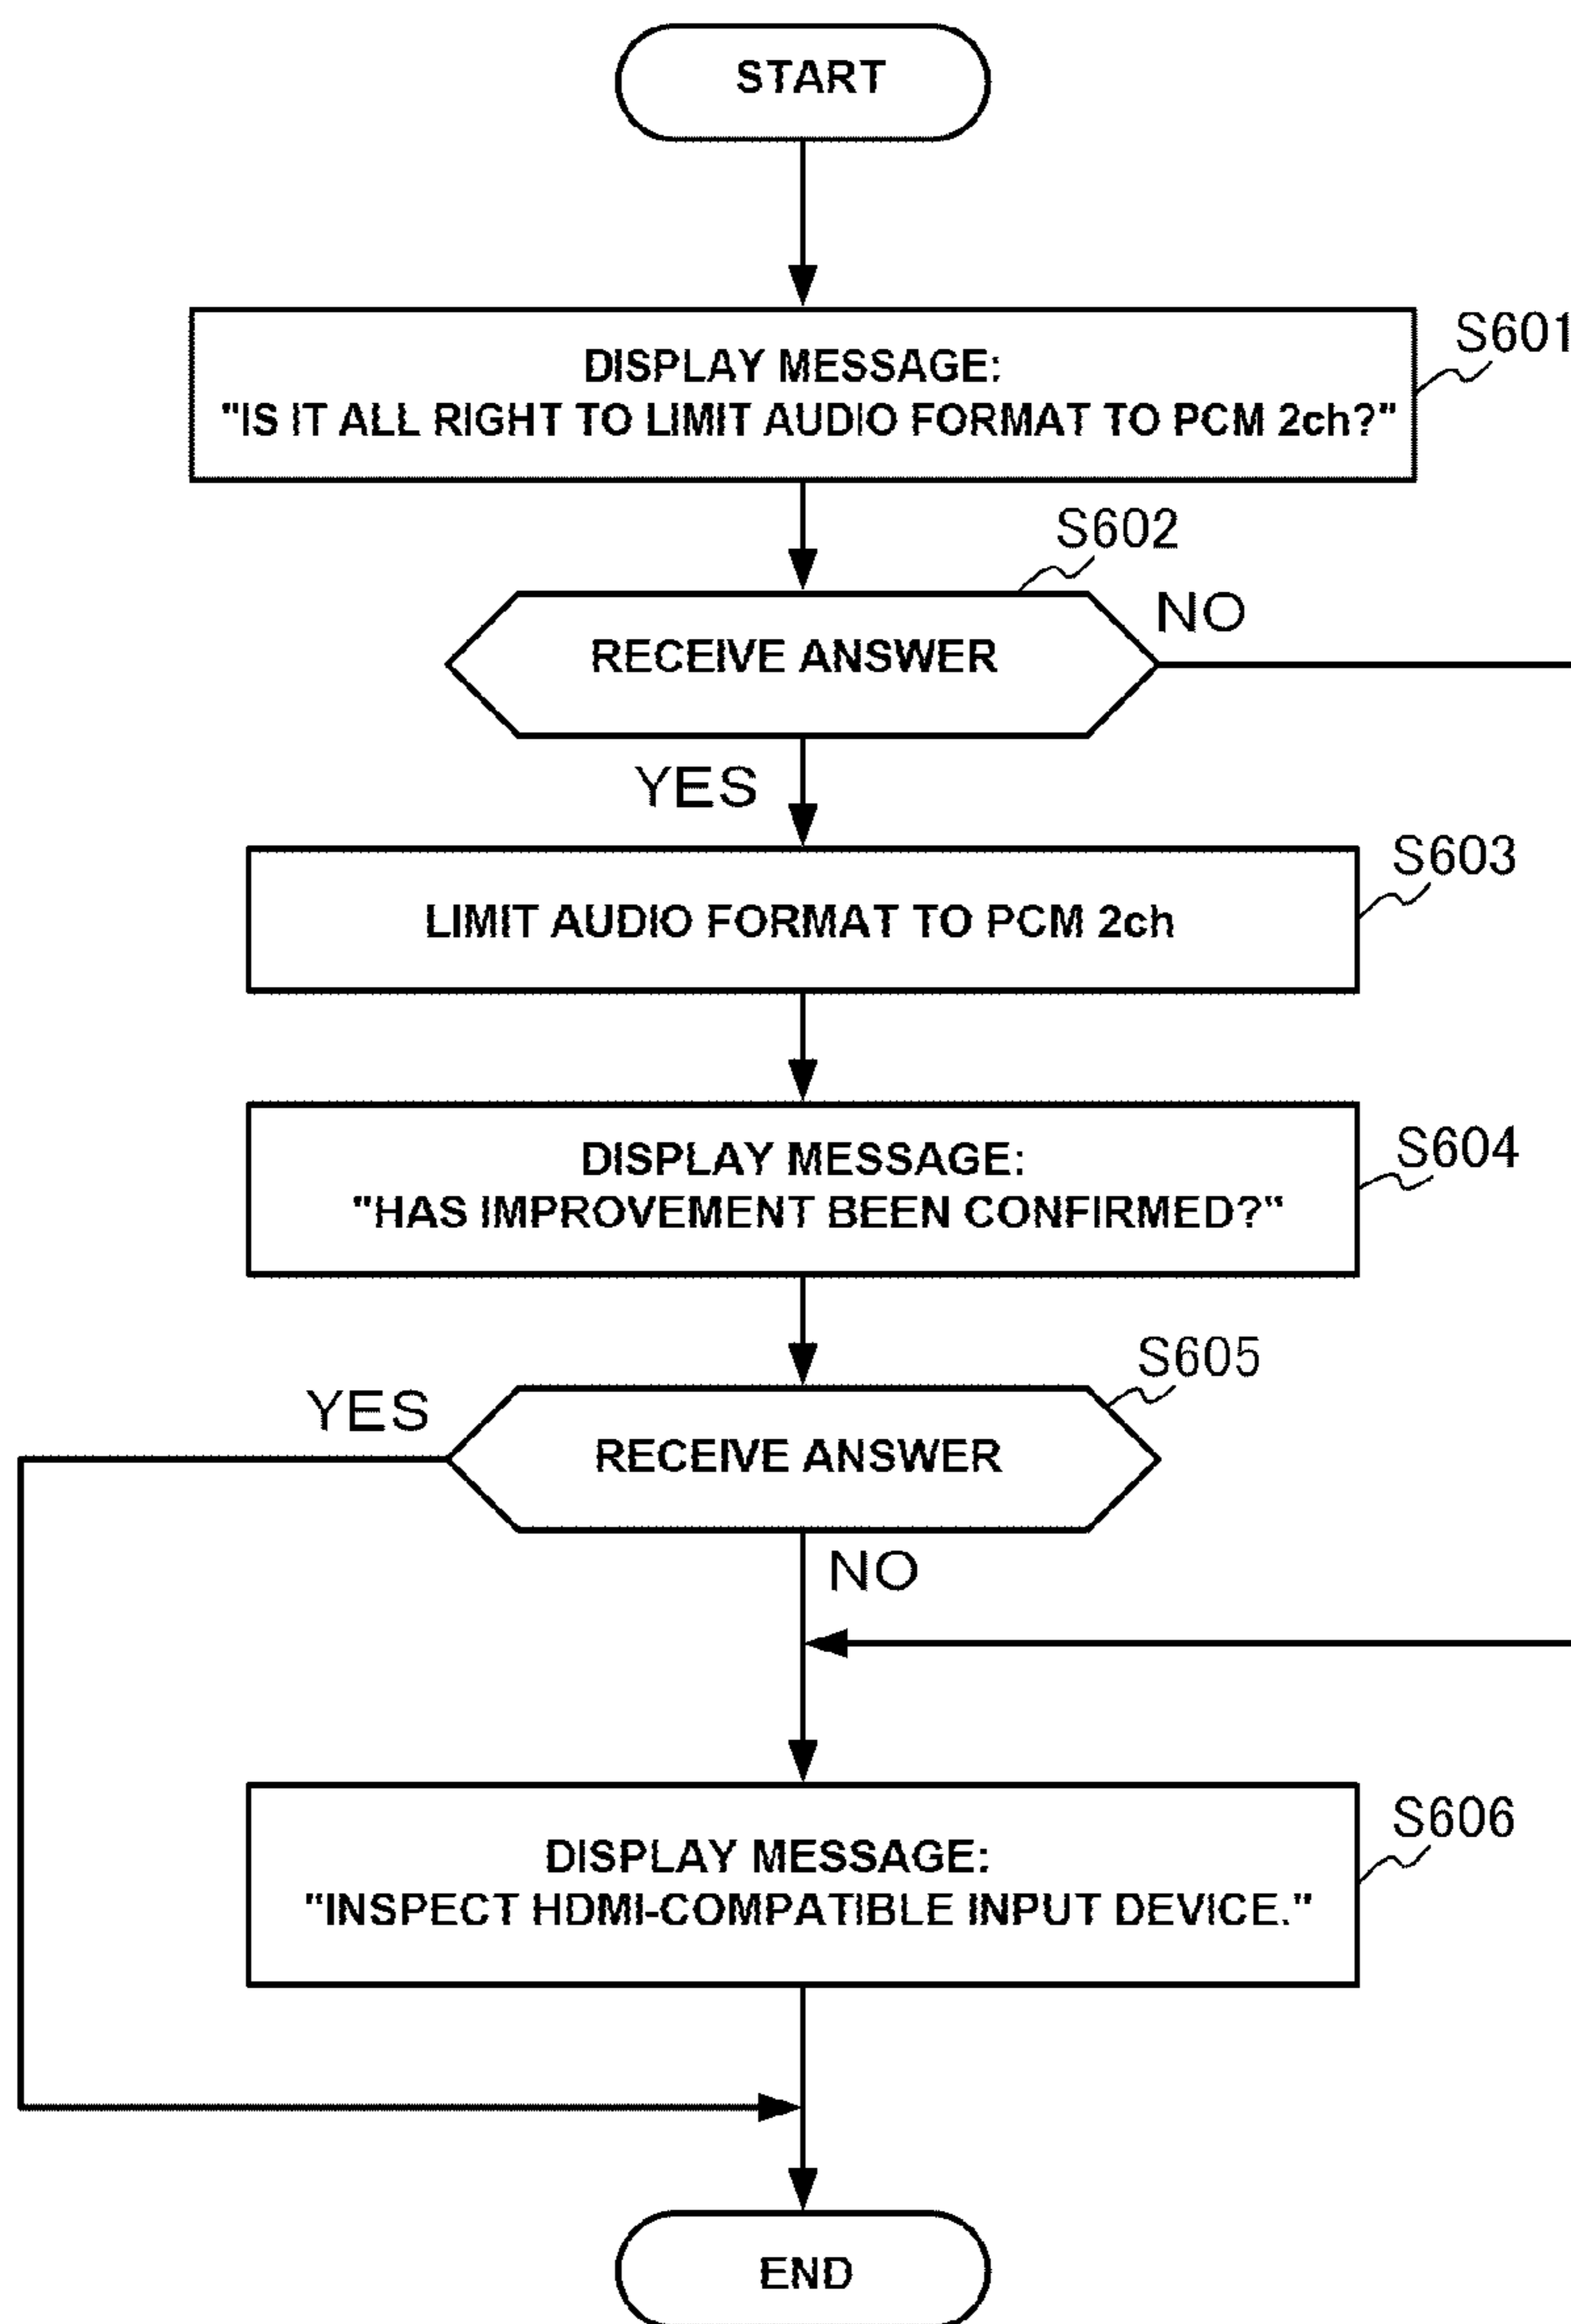 START
DISPLAY MESSAGE:
S601
"IS IT ALL RIGHT TO LIMIT AUDIO FORMAT TO PCM 2ch?"
S602
NO
RECEIVE ANSWER
YES
S603
LIMIT AUDIO FORMAT TO PCM 2ch
S604
DISPLAY MESSAGE:
"HAS IMPROVEMENT BEEN CONFIRMED?"
S605
YES
RECEIVE ANSWER
NO
S606
DISPLAY MESSAGE:
"INSPECT HDMI-COMPATIBLE INPUT DEVICE."
END